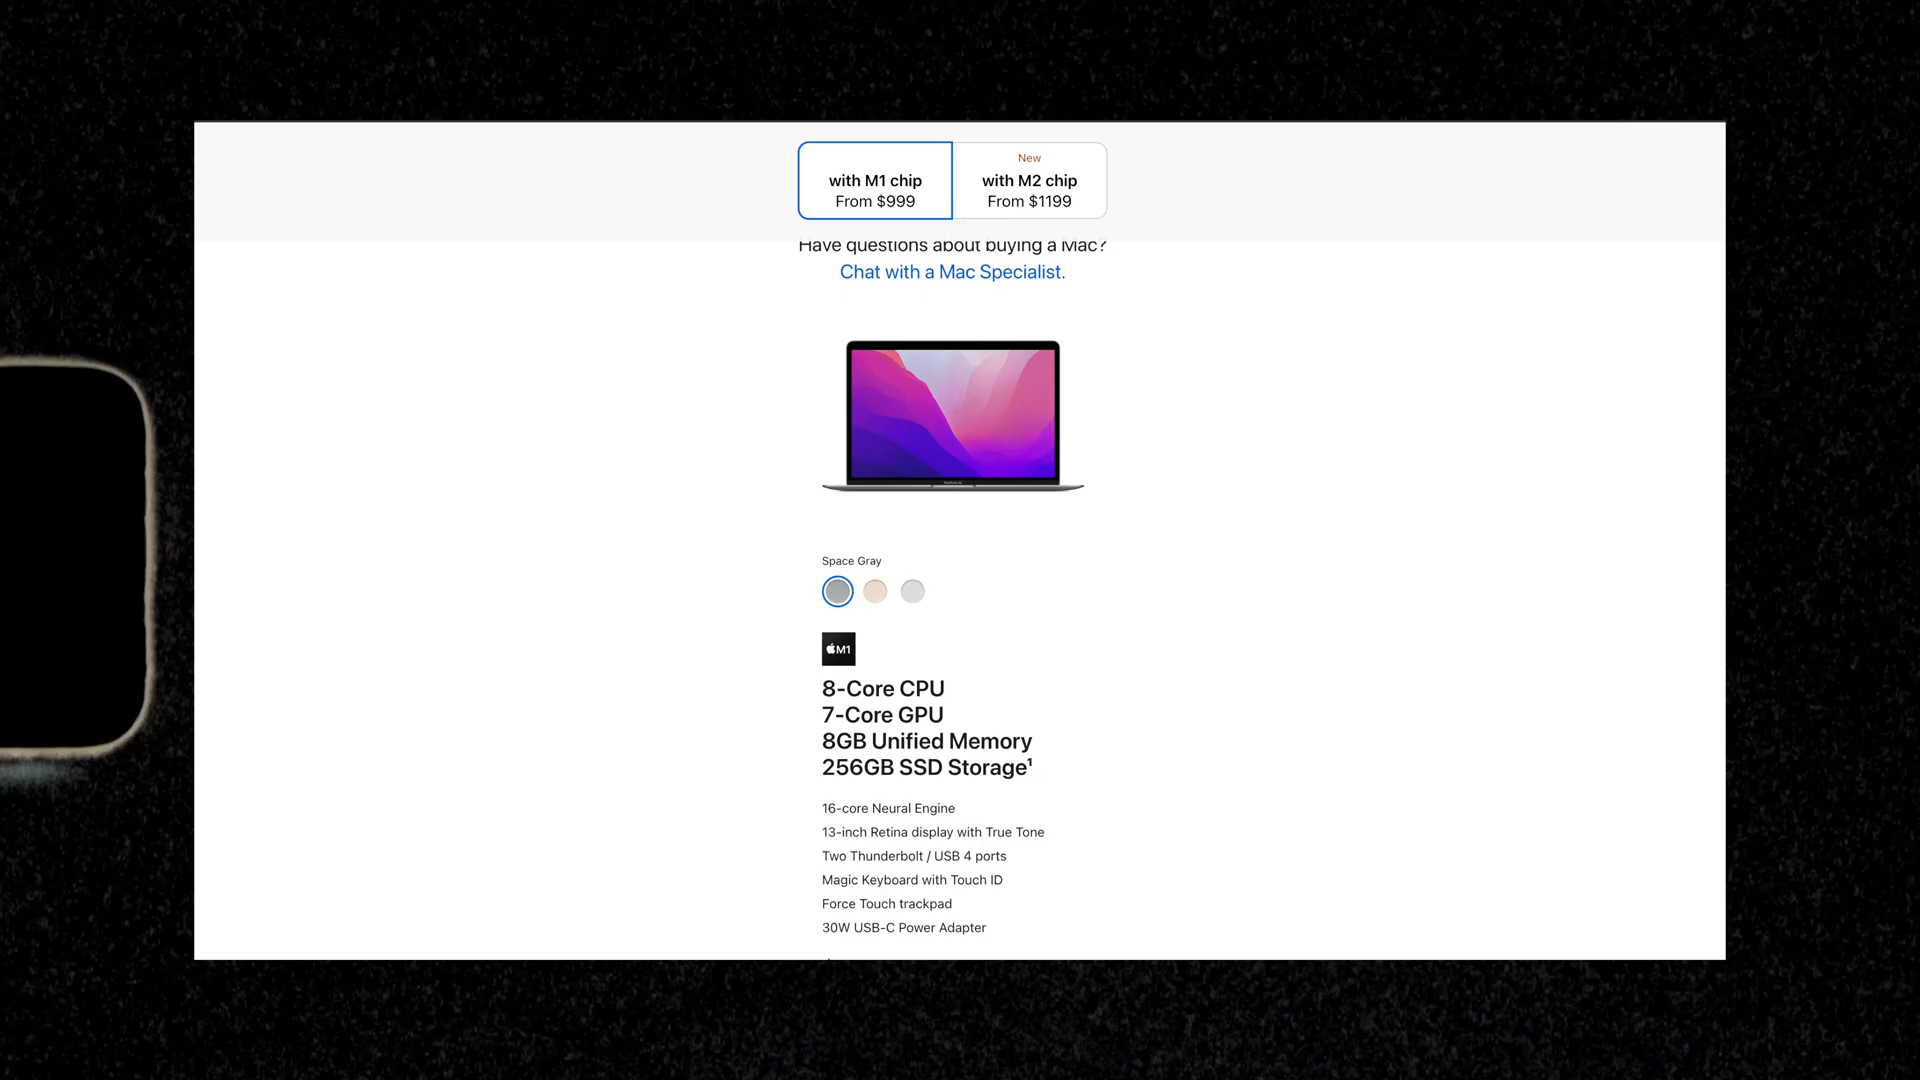 New
with M1 chip
From $999
with M2 chip
From $1199
Have questions about buying a Mac?
Chat with a Mac Specialist.
Space Gray
M1
8-Core CPU
7-Core GPU
8GB Unified Memory
256GB SSD Storage¹
16-core Neural Engine
13-inch Retina display with True Tone
Two Thunderbolt / USB 4 ports
Magic Keyboard with Touch ID
Force Touch trackpad
30W USB-C Power Adapter